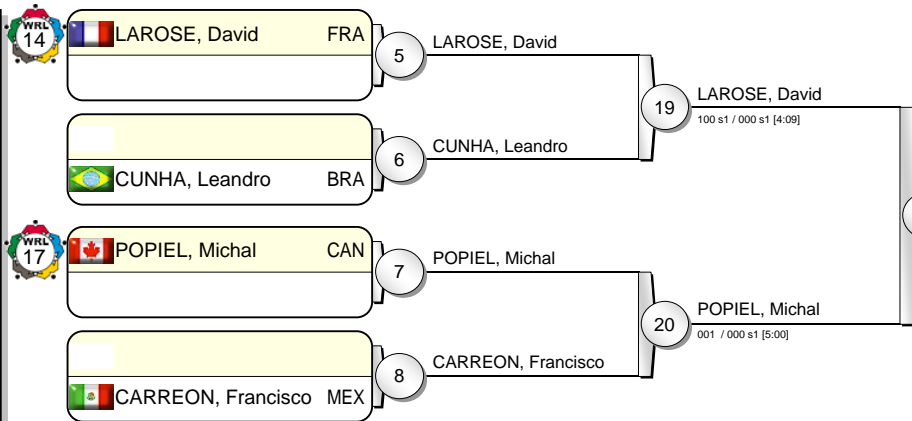 WRL
14
LAROSE, David FRA
5
LAROSE, David
19
LAROSE, David
100 s1 / 000 s1 [4:09]
6
CUNHA, Leandro
CUNHA, Leandro BRA
WRL
17
POPIEL, Michal CAN
7
POPIEL, Michal
20
POPIEL, Michal
001 / 000 s1 [5:00]
8
CARREON, Francisco
CARREON, Francisco MEX